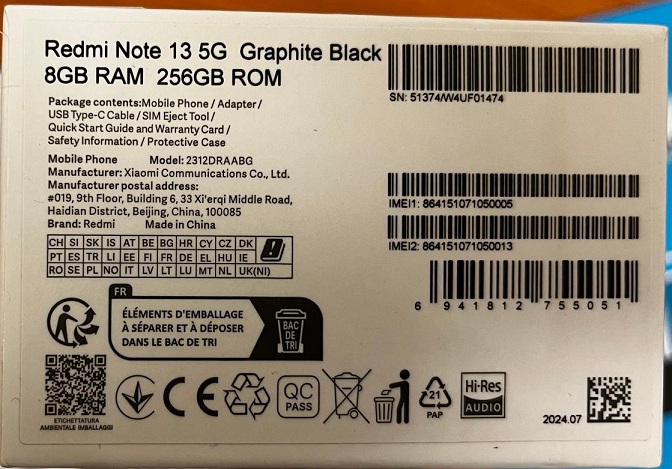 Redmi Note 13 5G Graphite Black
8GB RAM 256GB ROM
SN: 51374/W4UF01474
Package contents:Mobile Phone / Adapter /
USB Type-C Cable / SIM Eject Tool /
Quick Start Guide and Warranty Card /
Safety Information / Protective Case
Mobile Phone Model: 2312DRAABG
Manufacturer: Xiaomi Communications Co., Ltd.
Manufacturer postal address:
#019, 9th Floor, Building 6, 33 Xi'erqi Middle Road,
Haidian District, Beijing, China, 100085
Brand: Redmi Made in China
IMEI1: 864151071050005
IMEI2: 864151071050013
CH SI SK IS AT BE BG HR CY CZ DK
PT ES TR LI EE FI FR DE EL HU IE
RO SE PL NO IT LV LT LU MT NL UK(NI)
6 941812 755051
FR
ÉLÉMENTS D'EMBALLAGE
À SÉPARER ET À DÉPOSER
DANS LE BAC DE TRI
BAC
DE
TRI
ETICHETTATURA
AMBIENTALE IMBALLAGGI
CE
QC
PASS
21
PAP
Hi-Res
AUDIO
2024.07